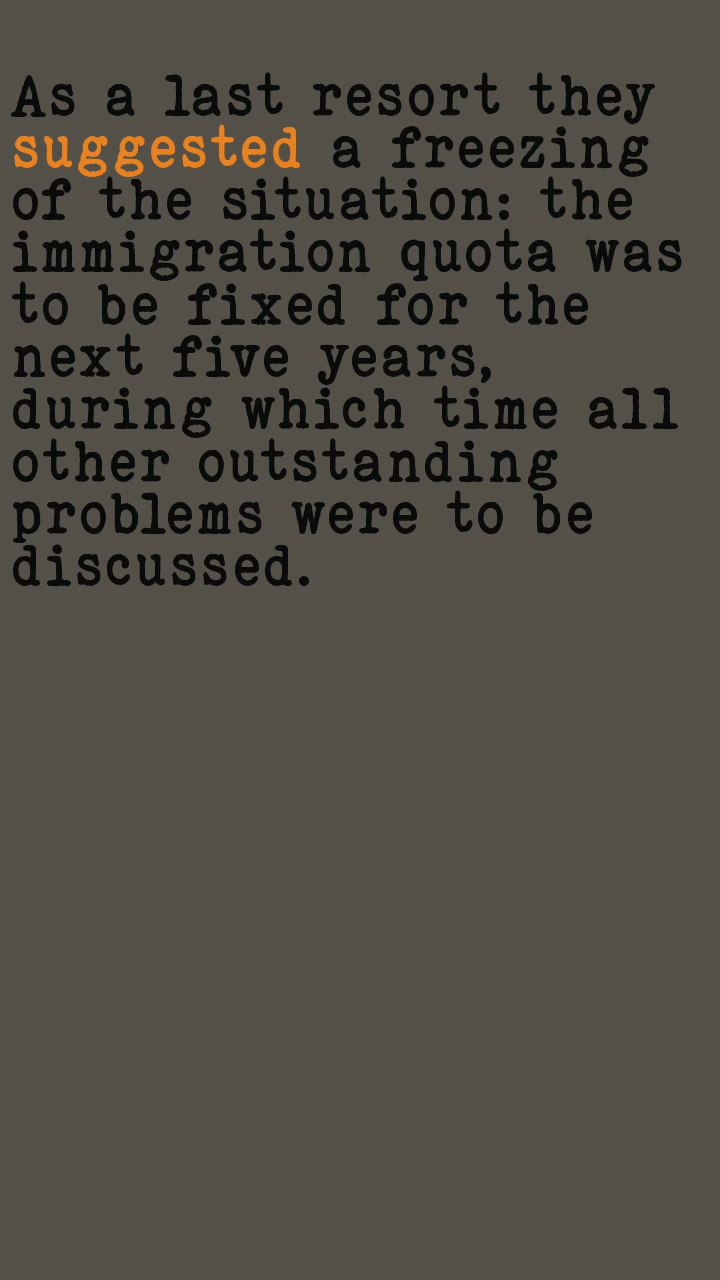 As a last resort they
suggested a freezing
of the situation: the
immigration quota was
to be fixed for the
next five years,
during which time all
other outstanding
problems were to be
discussed.